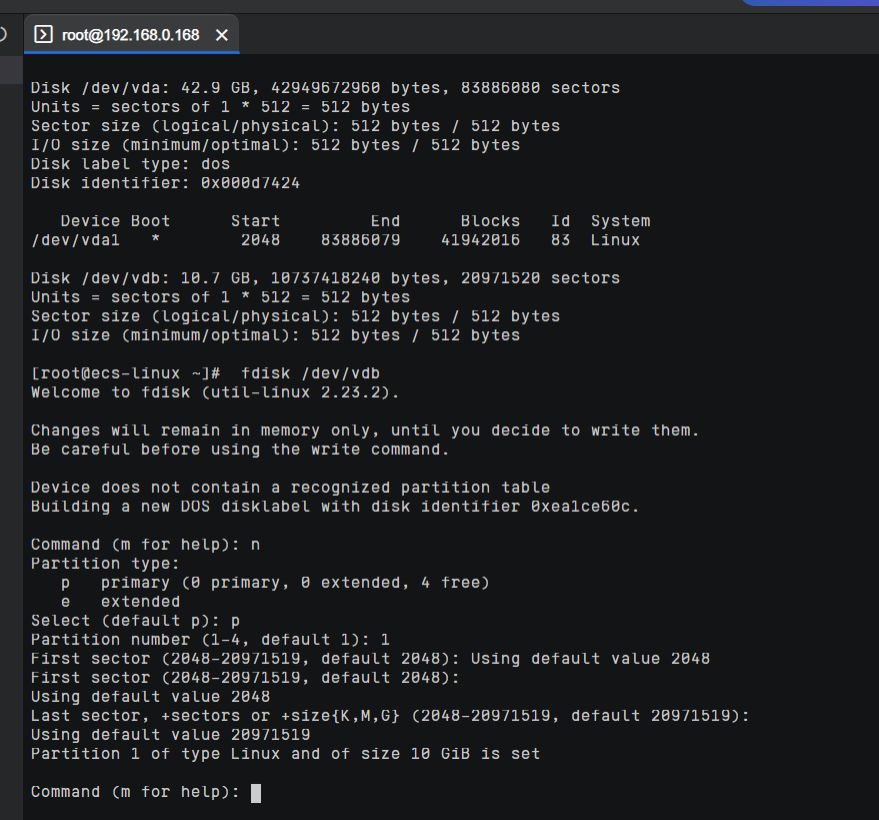 root@192.168.0.168
Disk /dev/vda: 42.9 GB, 42949672960 bytes, 83886080 sectors
Units = sectors of 1 * 512 = 512 bytes
Sector size (logical/physical): 512 bytes / 512 bytes
I/O size (minimum/optimal): 512 bytes / 512 bytes
Disk label type: dos
Disk identifier: 0x000d7424
   Device Boot      Start         End      Blocks   Id  System
/dev/vda1   *        2048    83886079    41942016   83  Linux
Disk /dev/vdb: 10.7 GB, 10737418240 bytes, 20971520 sectors
Units = sectors of 1 * 512 = 512 bytes
Sector size (logical/physical): 512 bytes / 512 bytes
I/O size (minimum/optimal): 512 bytes / 512 bytes
[root@ecs-linux ~]#  fdisk /dev/vdb
Welcome to fdisk (util-linux 2.23.2).
Changes will remain in memory only, until you decide to write them.
Be careful before using the write command.
Device does not contain a recognized partition table
Building a new DOS disklabel with disk identifier 0xea1ce60c.
Command (m for help): n
Partition type:
   p   primary (0 primary, 0 extended, 4 free)
   e   extended
Select (default p): p
Partition number (1-4, default 1): 1
First sector (2048-20971519, default 2048): Using default value 2048
First sector (2048-20971519, default 2048):
Using default value 2048
Last sector, +sectors or +size{K,M,G} (2048-20971519, default 20971519):
Using default value 20971519
Partition 1 of type Linux and of size 10 GiB is set
Command (m for help):